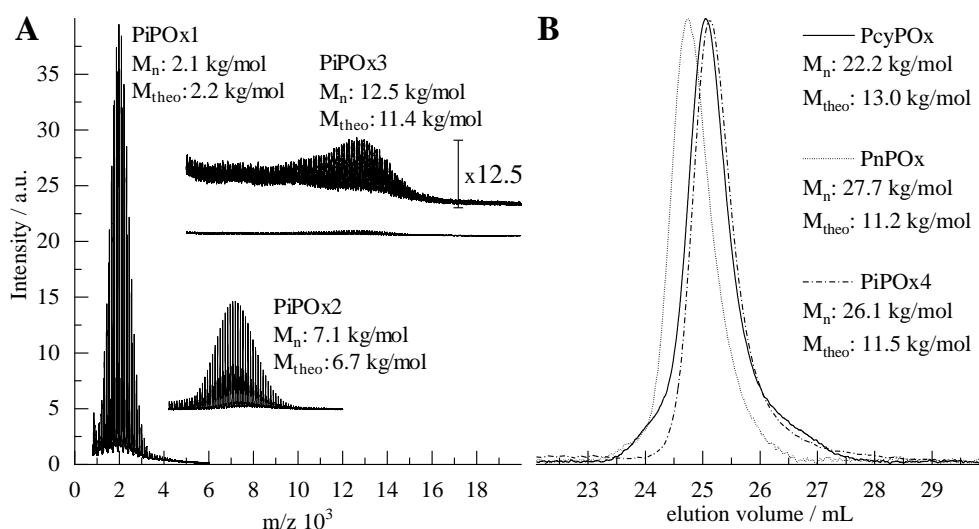 A
PiPOx1
Mn: 2.1 kg/mol
Mtheo: 2.2 kg/mol
PiPOx3
Mn: 12.5 kg/mol
Mtheo: 11.4 kg/mol
x12.5
PiPOx2
Mn: 7.1 kg/mol
Mtheo: 6.7 kg/mol
Intensity / a.u.
35
30
25
20
15
10
5
0
0 2 4 6 8 10 12 14 16 18
m/z 10³
B
PcyPOx
Mn: 22.2 kg/mol
Mtheo: 13.0 kg/mol
PnPOx
Mn: 27.7 kg/mol
Mtheo: 11.2 kg/mol
PiPOx4
Mn: 26.1 kg/mol
Mtheo: 11.5 kg/mol
23 24 25 26 27 28 29
elution volume / mL